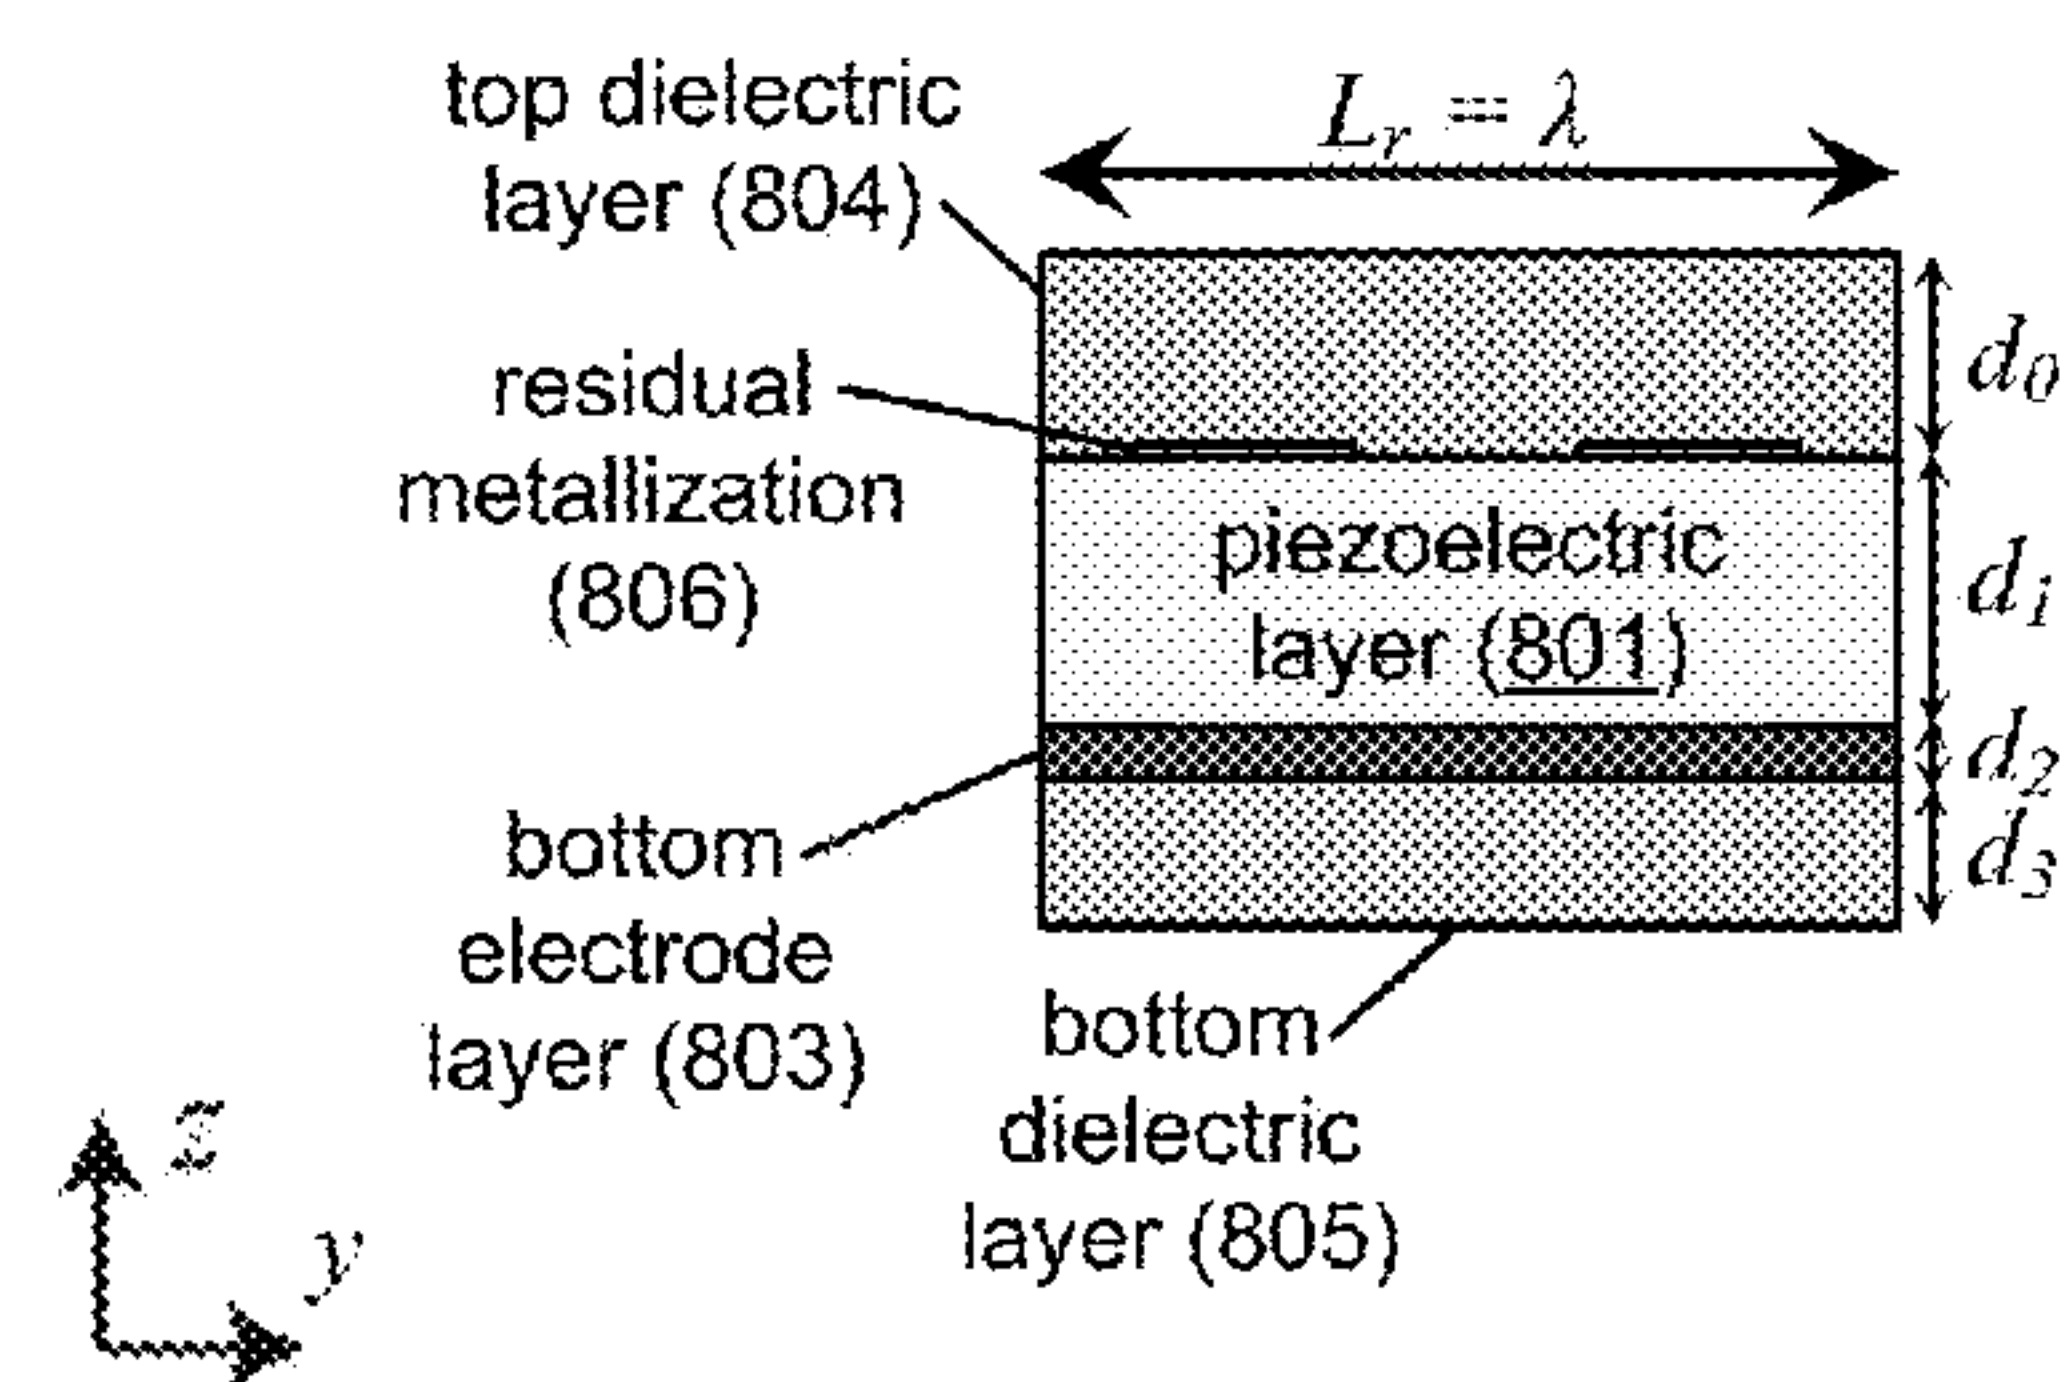 top dielectric
layer (804)
L_r = λ
d_0
residual
metallization
(806)
piezoelectric
layer (801)
d_1
d_2
bottom
electrode
layer (803)
d_3
bottom
dielectric
layer (805)
z
y